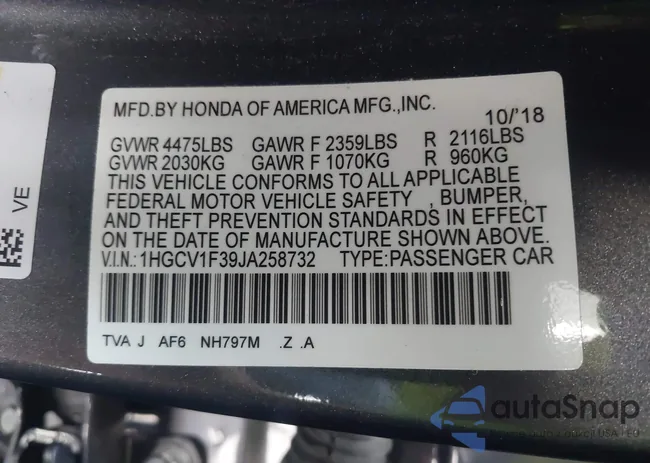 MFD.BY HONDA OF AMERICA MFG.,INC. 10/'18
GVWR 4475LBS GAWR F 2359LBS R 2116LBS
GVWR 2030KG GAWR F 1070KG R 960KG
THIS VEHICLE CONFORMS TO ALL APPLICABLE
FEDERAL MOTOR VEHICLE SAFETY , BUMPER,
AND THEFT PREVENTION STANDARDS IN EFFECT
ON THE DATE OF MANUFACTURE SHOWN ABOVE.
V.I.N.: 1HGCV1F39JA258732 TYPE:PASSENGER CAR
TVA J AF6 NH797M .Z .A
VE
autoSnap
USA / EU